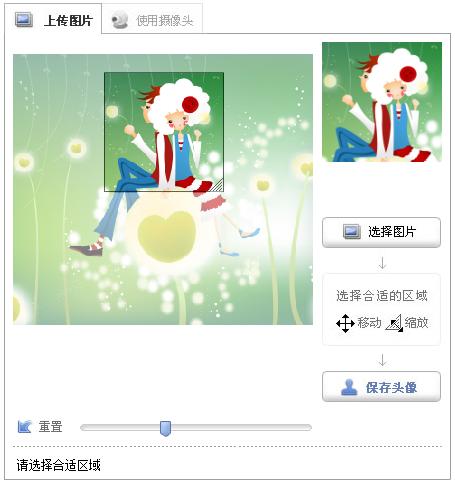 上传图片
使用摄像头
选择图片
选择合适的区域
移动 缩放
保存头像
重置
请选择合适区域